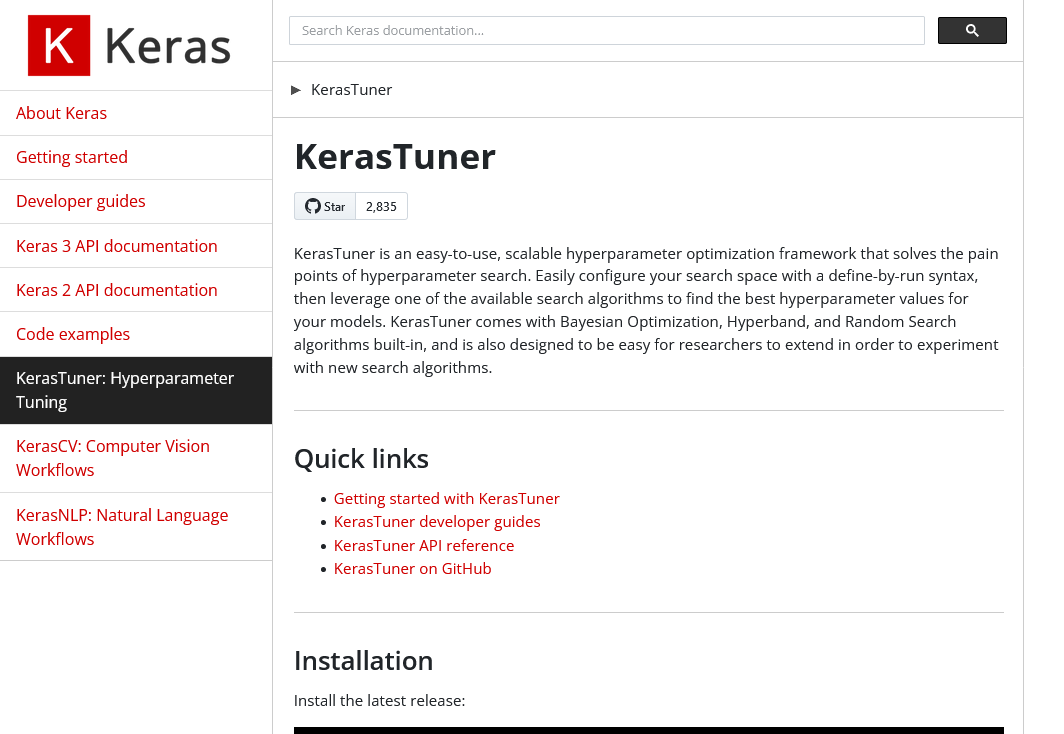 K Keras
About Keras
Getting started
Developer guides
Keras 3 API documentation
Keras 2 API documentation
Code examples
KerasTuner: Hyperparameter
Tuning
KerasCV: Computer Vision
Workflows
KerasNLP: Natural Language
Workflows
Search Keras documentation...
► KerasTuner
KerasTuner
Star 2,835
KerasTuner is an easy-to-use, scalable hyperparameter optimization framework that solves the pain
points of hyperparameter search. Easily configure your search space with a define-by-run syntax,
then leverage one of the available search algorithms to find the best hyperparameter values for
your models. KerasTuner comes with Bayesian Optimization, Hyperband, and Random Search
algorithms built-in, and is also designed to be easy for researchers to extend in order to experiment
with new search algorithms.
Quick links
• Getting started with KerasTuner
• KerasTuner developer guides
• KerasTuner API reference
• KerasTuner on GitHub
Installation
Install the latest release: